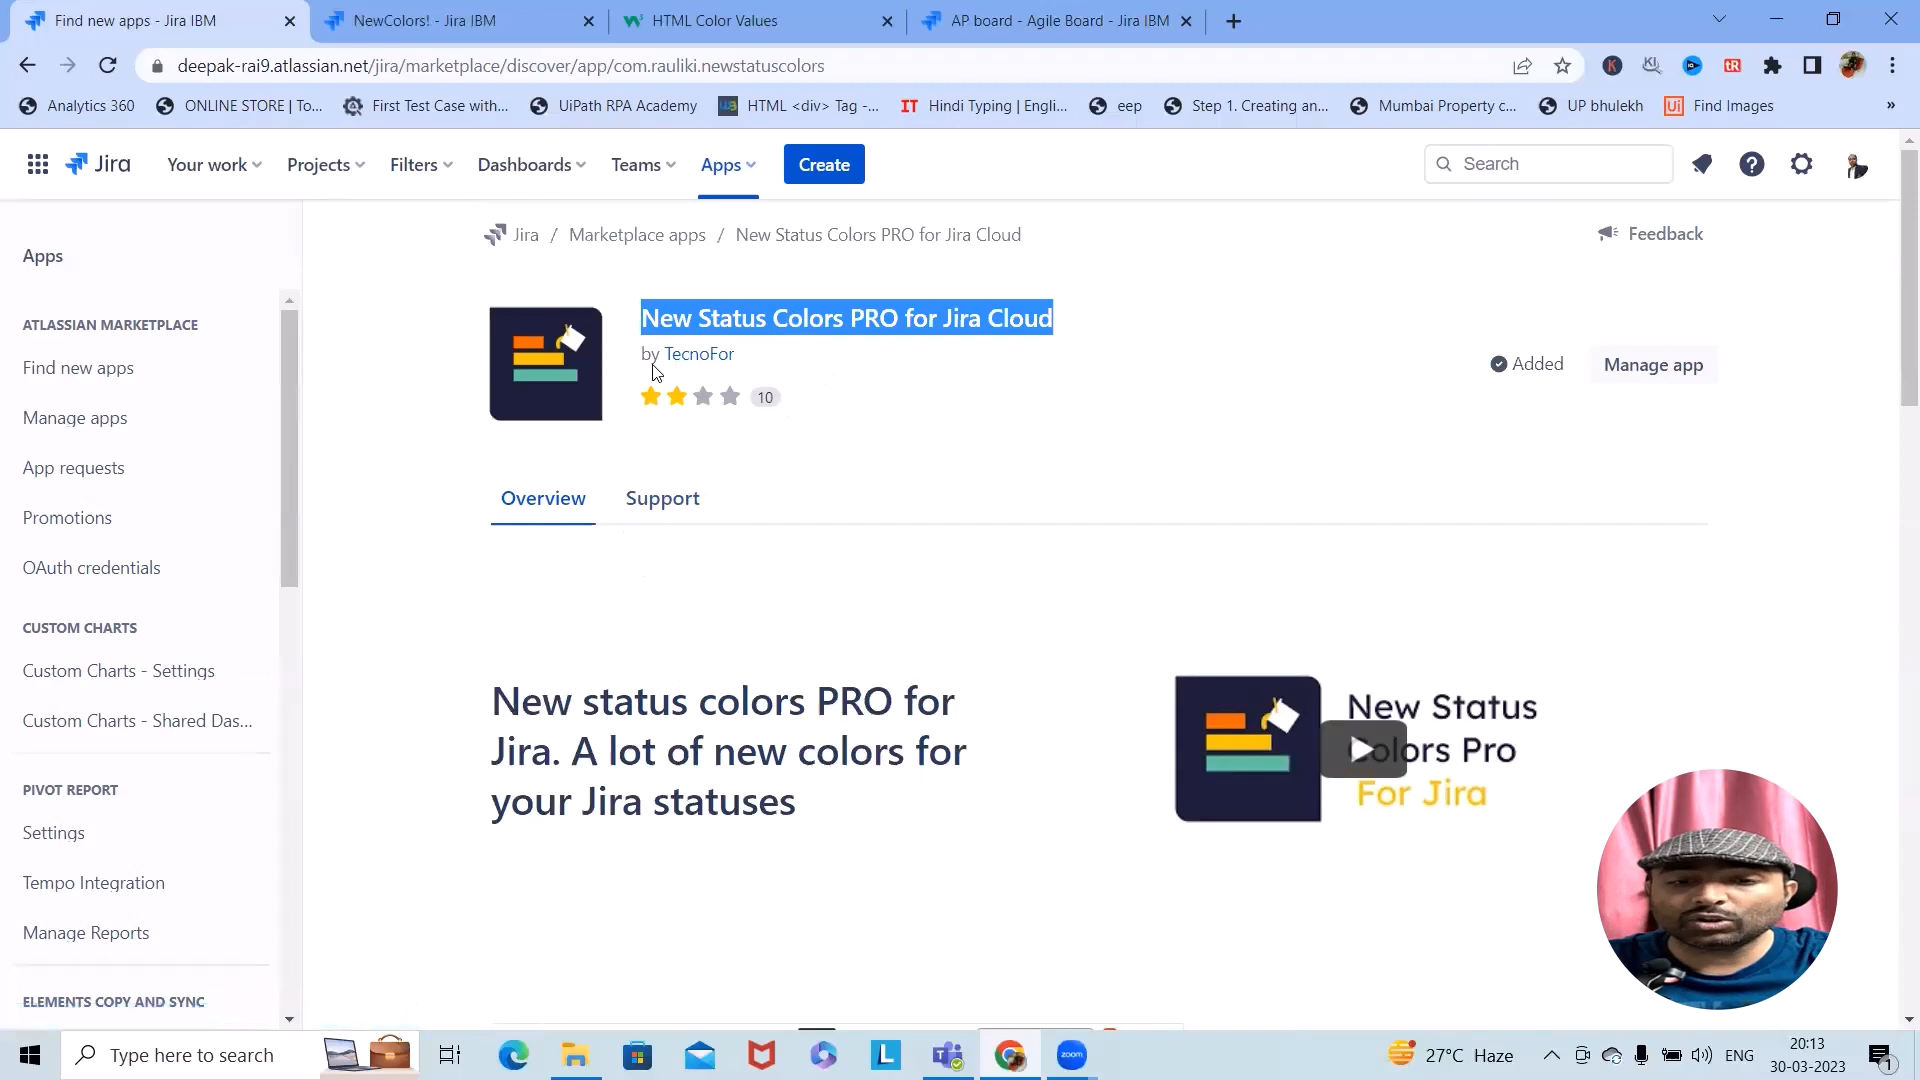 Find new apps - Jira IBM
NewColors! - Jira IBM
HTML Color Values
AP board - Agile Board - Jira IBM
deepak-rai9.atlassian.net/jira/marketplace/discover/app/com.rauliki.newstatuscolors
Analytics 360
ONLINE STORE | To...
First Test Case with...
UiPath RPA Academy
HTML <div> Tag -...
IT
Hindi Typing | Engli...
eep
Step 1. Creating an...
Mumbai Property c...
UP bhulekh
Ui
Find Images
»
Jira
Your work
Projects
Filters
Dashboards
Teams
Apps
Create
Search
Apps
ATLASSIAN MARKETPLACE
Find new apps
Manage apps
App requests
Promotions
OAuth credentials
CUSTOM CHARTS
Custom Charts - Settings
Custom Charts - Shared Das...
PIVOT REPORT
Settings
Tempo Integration
Manage Reports
ELEMENTS COPY AND SYNC
Jira / Marketplace apps / New Status Colors PRO for Jira Cloud
Feedback
New Status Colors PRO for Jira Cloud
by TecnoFor
10
Added
Manage app
Overview
Support
New status colors PRO for
Jira. A lot of new colors for
your Jira statuses
New Status
Colors Pro
For Jira
Type here to search
L
zoom
27°C Haze
ENG
20:13
30-03-2023
1